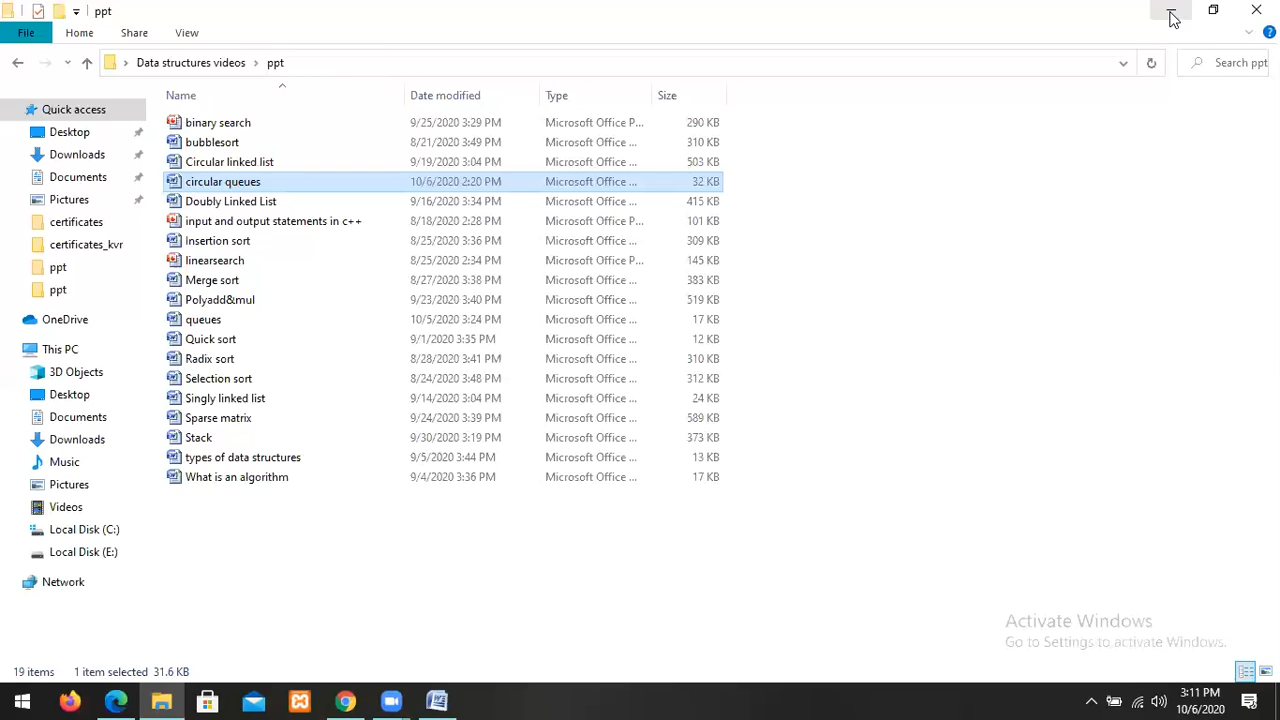 ppt
File Home Share View
Data structures videos ppt Search ppt
Name Date modified Type Size
Quick access
Desktop
Downloads
Documents
Pictures
certificates
certificates_kvr
ppt
ppt
OneDrive
This PC
3D Objects
Desktop
Documents
Downloads
Music
Pictures
Videos
Local Disk (C:)
Local Disk (E:)
Network
binary search 9/25/2020 3:29 PM Microsoft Office P... 290 KB
bubblesort 8/21/2020 3:49 PM Microsoft Office ... 310 KB
Circular linked list 9/19/2020 3:04 PM Microsoft Office ... 503 KB
circular queues 10/6/2020 2:20 PM Microsoft Office ... 32 KB
Doubly Linked List 9/16/2020 3:34 PM Microsoft Office ... 415 KB
input and output statements in c++ 8/18/2020 2:28 PM Microsoft Office P... 101 KB
Insertion sort 8/25/2020 3:36 PM Microsoft Office ... 309 KB
linearsearch 8/25/2020 2:34 PM Microsoft Office P... 145 KB
Merge sort 8/27/2020 3:38 PM Microsoft Office ... 383 KB
Polyadd&mul 9/23/2020 3:40 PM Microsoft Office ... 519 KB
queues 10/5/2020 3:24 PM Microsoft Office ... 17 KB
Quick sort 9/1/2020 3:35 PM Microsoft Office ... 12 KB
Radix sort 8/28/2020 3:41 PM Microsoft Office ... 310 KB
Selection sort 8/24/2020 3:48 PM Microsoft Office ... 312 KB
Singly linked list 9/14/2020 3:04 PM Microsoft Office ... 24 KB
Sparse matrix 9/24/2020 3:39 PM Microsoft Office ... 589 KB
Stack 9/30/2020 3:19 PM Microsoft Office ... 373 KB
types of data structures 9/5/2020 3:44 PM Microsoft Office ... 13 KB
What is an algorithm 9/4/2020 3:36 PM Microsoft Office ... 17 KB
Activate Windows
Go to Settings to activate Windows.
19 items 1 item selected 31.6 KB
3:11 PM
10/6/2020